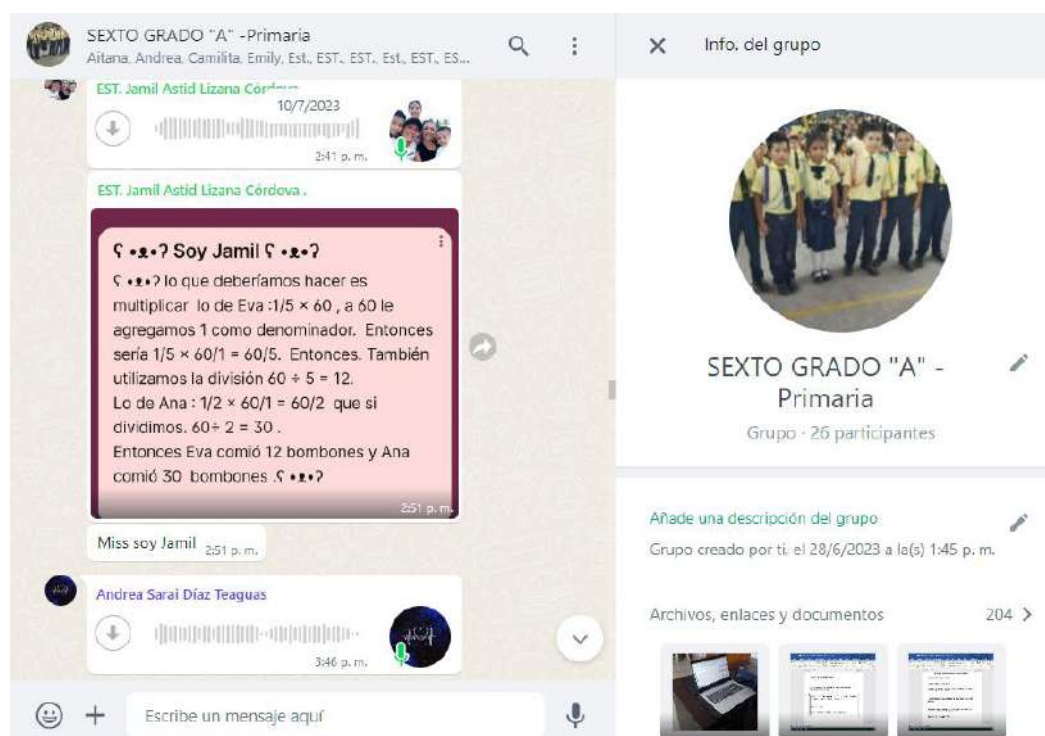 SEXTO GRADO "A" -Primaria
Aitana, Andrea, Camilita, Emily, Est., EST., EST., Est., EST., ES...
EST. Jamil Astid Lizana Córdova
10/7/2023
2:41 p. m.
EST. Jamil Astid Lizana Córdova .
ʕ •ᴥ•ʔ Soy Jamil ʕ •ᴥ•ʔ
ʕ •ᴥ•ʔ lo que deberíamos hacer es
multiplicar lo de Eva :1/5 × 60 , a 60 le
agregamos 1 como denominador. Entonces
sería 1/5 × 60/1 = 60/5. Entonces. También
utilizamos la división 60 ÷ 5 = 12.
Lo de Ana : 1/2 × 60/1 = 60/2 que si
dividimos. 60÷ 2 = 30 .
Entonces Eva comió 12 bombones y Ana
comió 30 bombones .ʕ •ᴥ•ʔ
2:51 p. m.
Miss soy Jamil 2:51 p. m.
Andrea Sarai Díaz Teaguas
3:46 p. m.
Escribe un mensaje aquí
Info. del grupo
SEXTO GRADO "A" -
Primaria
Grupo · 26 participantes
Añade una descripción del grupo
Grupo creado por ti, el 28/6/2023 a la(s) 1:45 p. m.
Archivos, enlaces y documentos 204